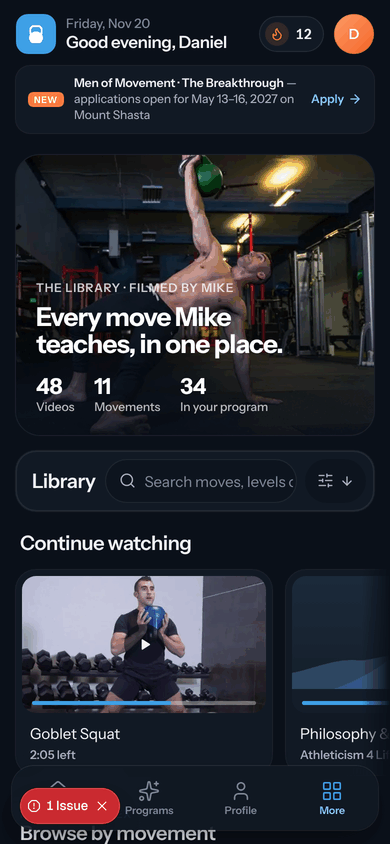 Friday, Nov 20
Good evening, Daniel
12
D
NEW
Men of Movement · The Breakthrough —
applications open for May 13–16, 2027 on
Mount Shasta
Apply
THE LIBRARY · FILMED BY MIKE
Every move Mike
teaches, in one place.
48
Videos
11
Movements
34
In your program
Library
Search moves, levels
Continue watching
Goblet Squat
2:05 left
Philosophy &
Athleticism 4 Li
1 Issue
Programs
Profile
More
Browse by movement